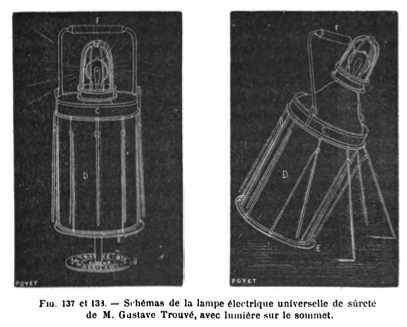 F
C
D
E
POYET
F
D
E
POYET
FIG. 137 et 138. — Schémas de la lampe électrique universelle de sûreté
de M. Gustave Trouvé, avec lumière sur le sommet.